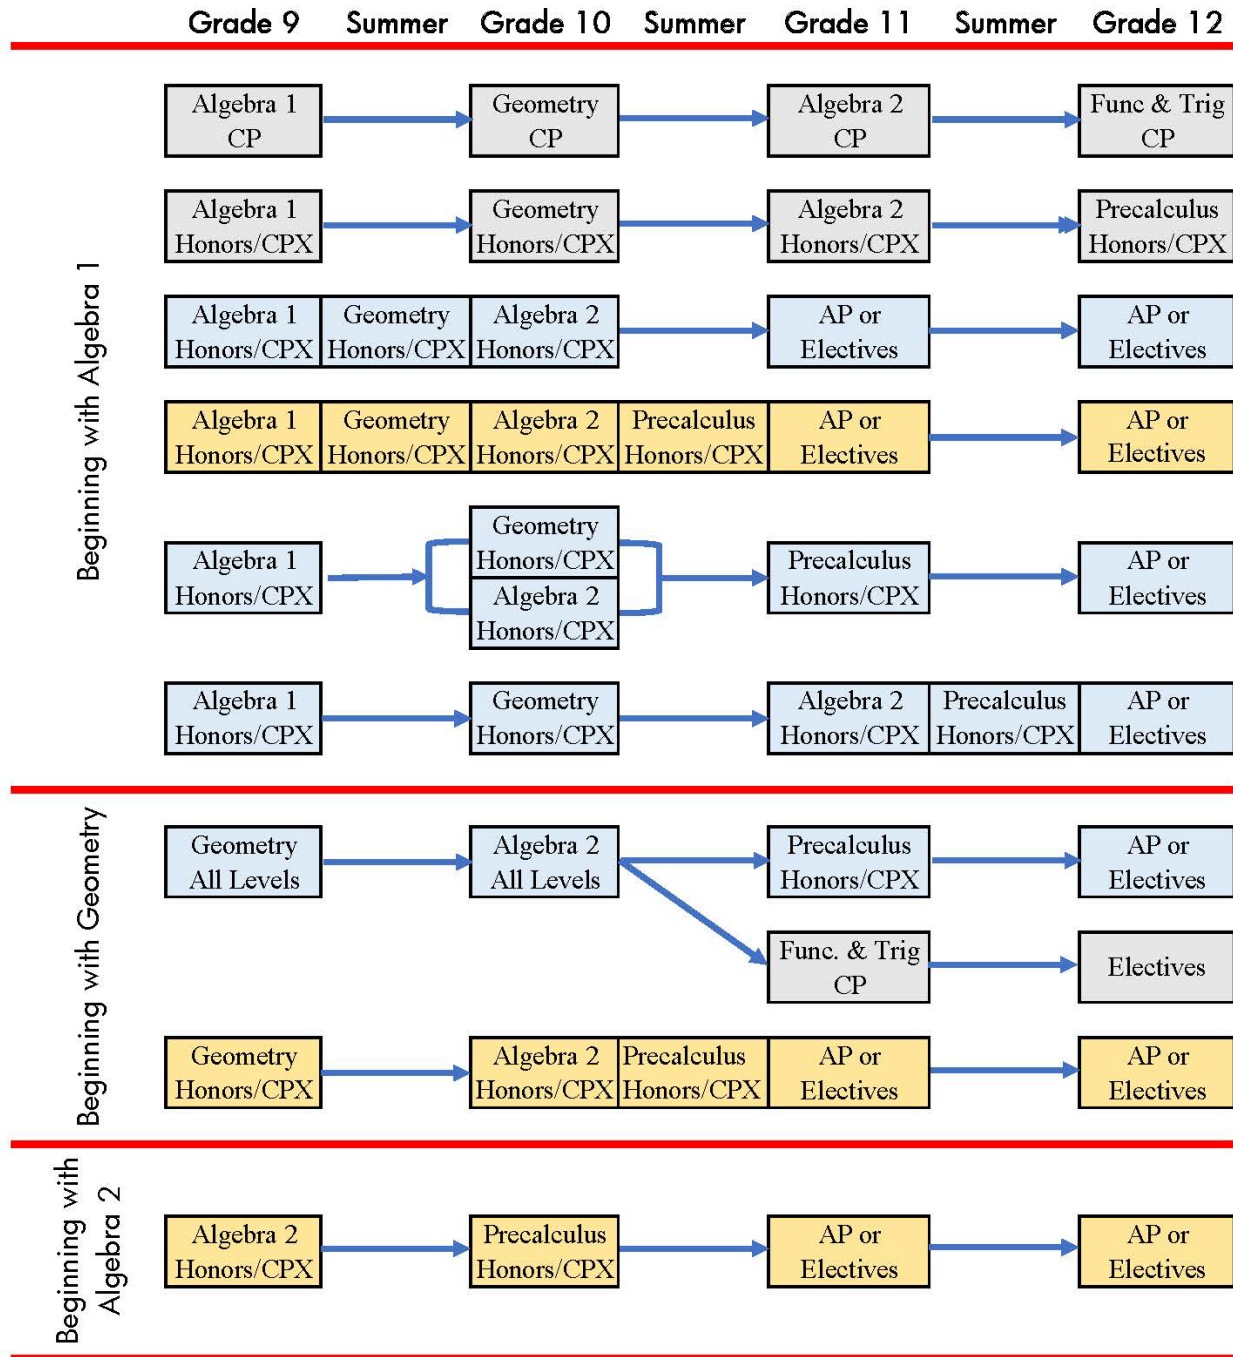 Grade 9 Summer Grade 10 Summer Grade 11 Summer Grade 12
Beginning with Algebra 1
Algebra 1 Geometry Algebra 2 Func & Trig
CP CP CP CP
Algebra 1 Geometry Algebra 2 Precalculus
Honors/CPX Honors/CPX Honors/CPX Honors/CPX
Algebra 1 Geometry Algebra 2 AP or AP or
Honors/CPX Honors/CPX Honors/CPX Electives Electives
Algebra 1 Geometry Algebra 2 Precalculus AP or AP or
Honors/CPX Honors/CPX Honors/CPX Honors/CPX Electives Electives
Geometry
Honors/CPX
Algebra 1 Precalculus AP or
Honors/CPX Honors/CPX Electives
Algebra 2
Honors/CPX
Algebra 1 Geometry Algebra 2 Precalculus AP or
Honors/CPX Honors/CPX Honors/CPX Honors/CPX Electives
Beginning with Geometry
Geometry Algebra 2 Precalculus AP or
All Levels All Levels Honors/CPX Electives
Func. & Trig
CP
Electives
Geometry Algebra 2 Precalculus AP or AP or
Honors/CPX Honors/CPX Honors/CPX Electives Electives
Beginning with
Algebra 2
Algebra 2 Precalculus AP or AP or
Honors/CPX Honors/CPX Electives Electives